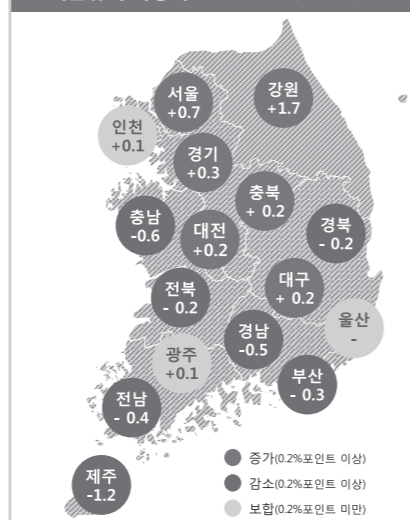 서울
+0.7
강원
+1.7
인천
+0.1
경기
+0.3
충북
+ 0.2
충남
-0.6
대전
+0.2
경북
- 0.2
전북
- 0.2
대구
+ 0.2
울산
-
경남
-0.5
광주
+0.1
부산
- 0.3
전남
- 0.4
제주
-1.2
증가(0.2%포인트 이상)
감소(0.2%포인트 이상)
보합(0.2%포인트 미만)